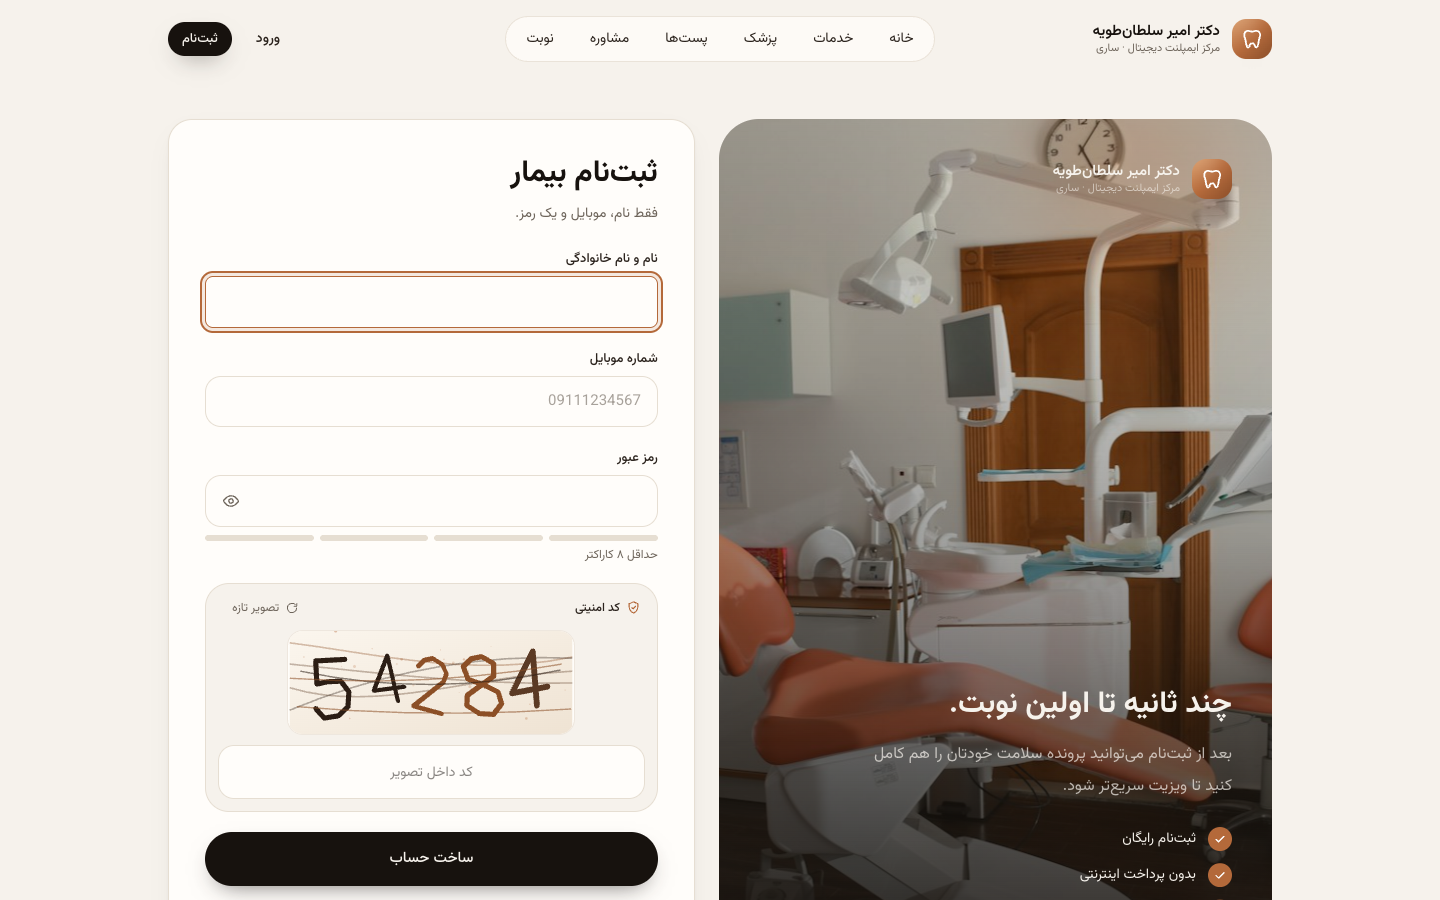 دکتر امیر سلطان‌طویه
مرکز ایمپلنت دیجیتال · ساری
خانه
خدمات
پزشک
پست‌ها
مشاوره
نوبت
ورود
ثبت‌نام
دکتر امیر سلطان‌طویه
مرکز ایمپلنت دیجیتال · ساری
چند ثانیه تا اولین نوبت.
بعد از ثبت‌نام می‌توانید پرونده سلامت خودتان را هم کامل
کنید تا ویزیت سریع‌تر شود.
ثبت‌نام رایگان
بدون پرداخت اینترنتی
ثبت‌نام بیمار
فقط نام، موبایل و یک رمز.
نام و نام خانوادگی
شماره موبایل
09111234567
رمز عبور
حداقل ۸ کاراکتر
کد امنیتی
تصویر تازه
54284
کد داخل تصویر
ساخت حساب